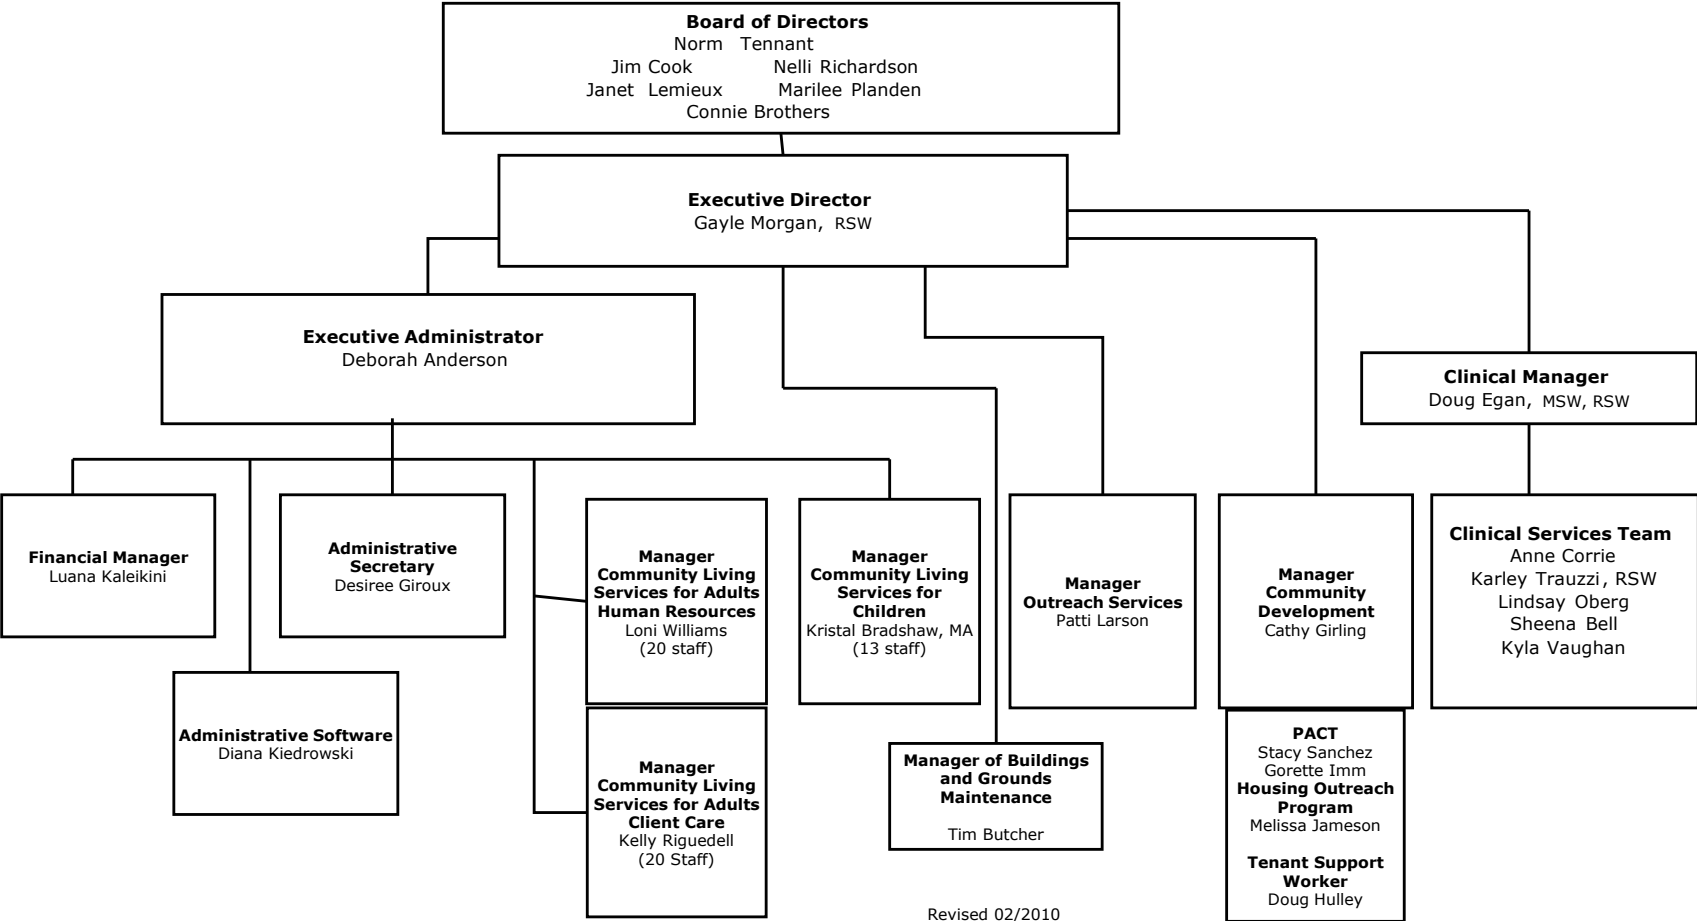 Board of Directors
Norm Tennant
Jim Cook Nelli Richardson
Janet Lemieux Marilee Planden
Connie Brothers
Executive Director
Gayle Morgan, RSW
Executive Administrator
Deborah Anderson
Clinical Manager
Doug Egan, MSW, RSW
Financial Manager
Luana Kaleikini
Administrative
Secretary
Desiree Giroux
Manager
Community Living
Services for Adults
Human Resources
Loni Williams
(20 staff)
Manager
Community Living
Services for
Children
Kristal Bradshaw, MA
(13 staff)
Manager
Outreach Services
Patti Larson
Manager
Community
Development
Cathy Girling
Clinical Services Team
Anne Corrie
Karley Trauzzi, RSW
Lindsay Oberg
Sheena Bell
Kyla Vaughan
Administrative Software
Diana Kiedrowski
Manager
Community Living
Services for Adults
Client Care
Kelly Riguedell
(20 Staff)
Manager of Buildings
and Grounds
Maintenance
Tim Butcher
PACT
Stacy Sanchez
Gorette Imm
Housing Outreach
Program
Melissa Jameson
Tenant Support
Worker
Doug Hulley
Revised 02/2010